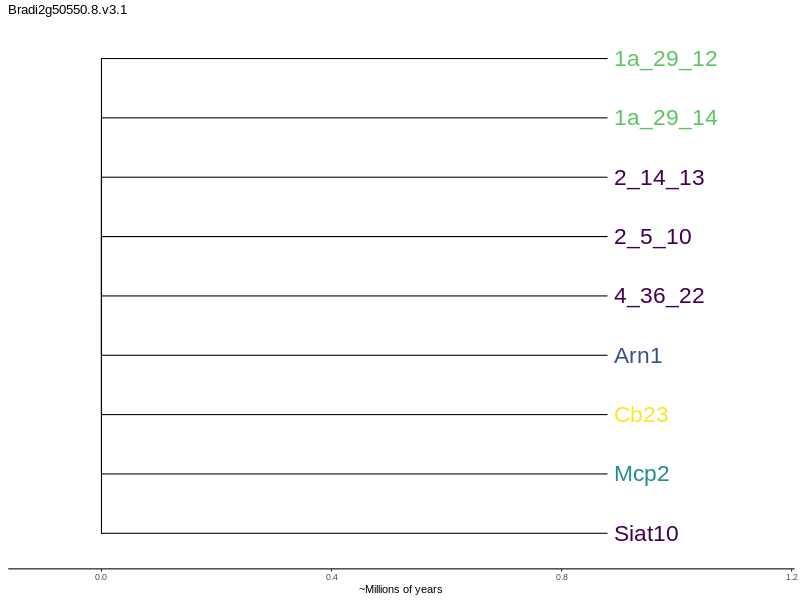 Bradi2g50550.8.v3.1
1a_29_12
1a_29_14
2_14_13
2_5_10
4_36_22
Arn1
Cb23
Mcp2
Siat10
0.0 0.4 0.8 1.2
~Millions of years